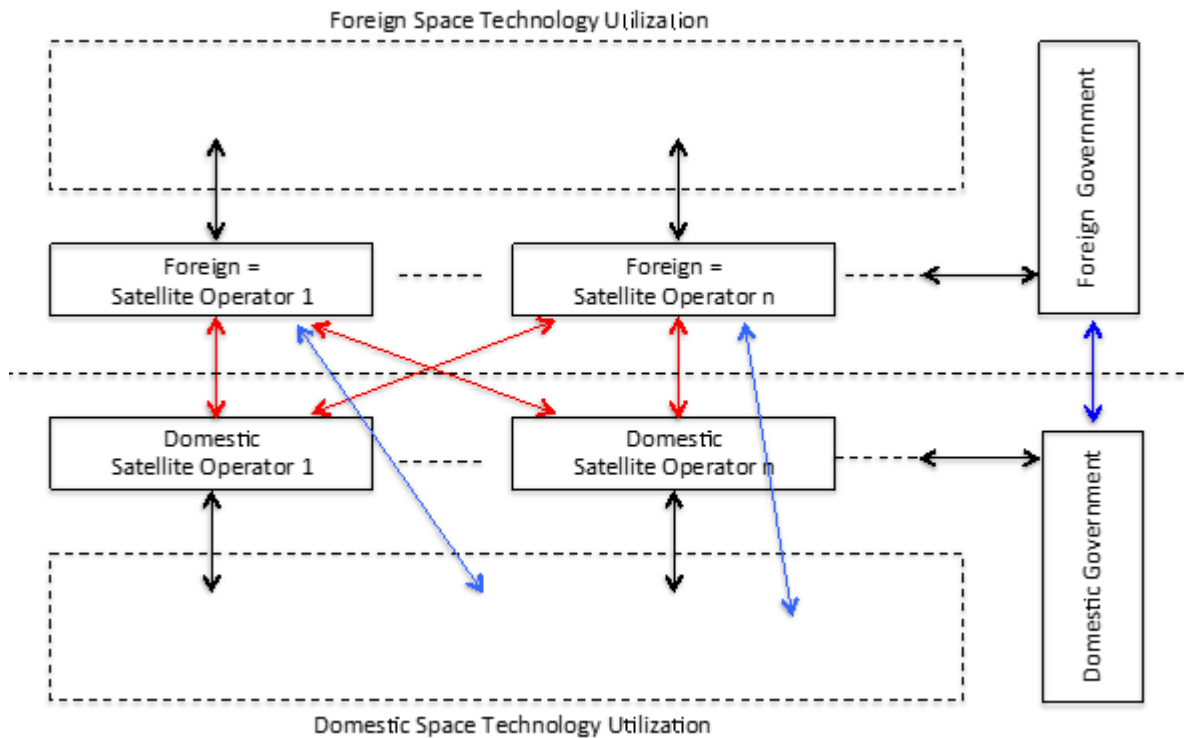 Foreign Space Technology Utilization
Foreign Government
Foreign =
Satellite Operator 1
Foreign =
Satellite Operator n
Domestic
Satellite Operator 1
Domestic
Satellite Operator n
Domestic Government
Domestic Space Technology Utilization